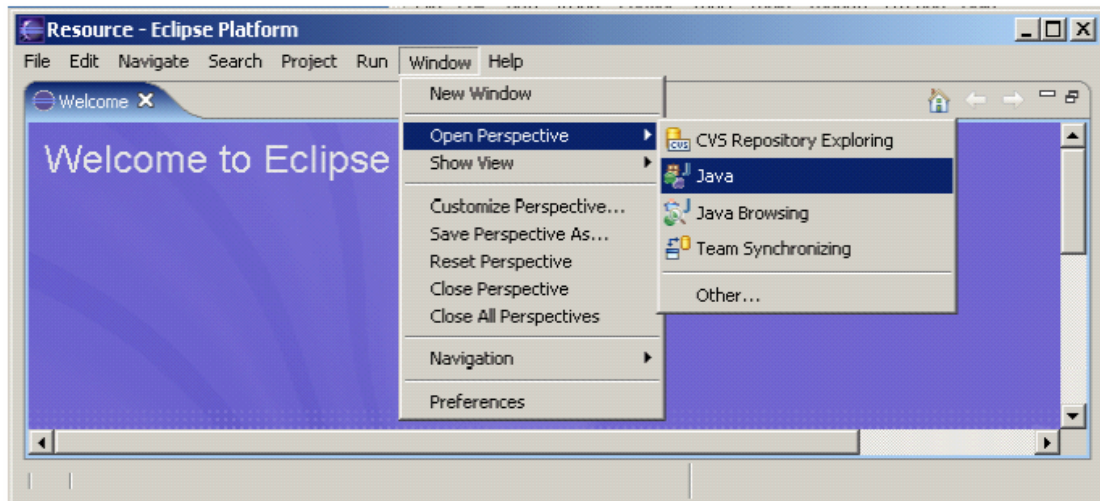 Resource - Eclipse Platform
File Edit Navigate Search Project Run Window Help
Welcome
New Window
Welcome to Eclipse
Open Perspective
Show View
Customize Perspective...
Save Perspective As...
Reset Perspective
Close Perspective
Close All Perspectives
Navigation
Preferences
CVS Repository Exploring
Java
Java Browsing
Team Synchronizing
Other...